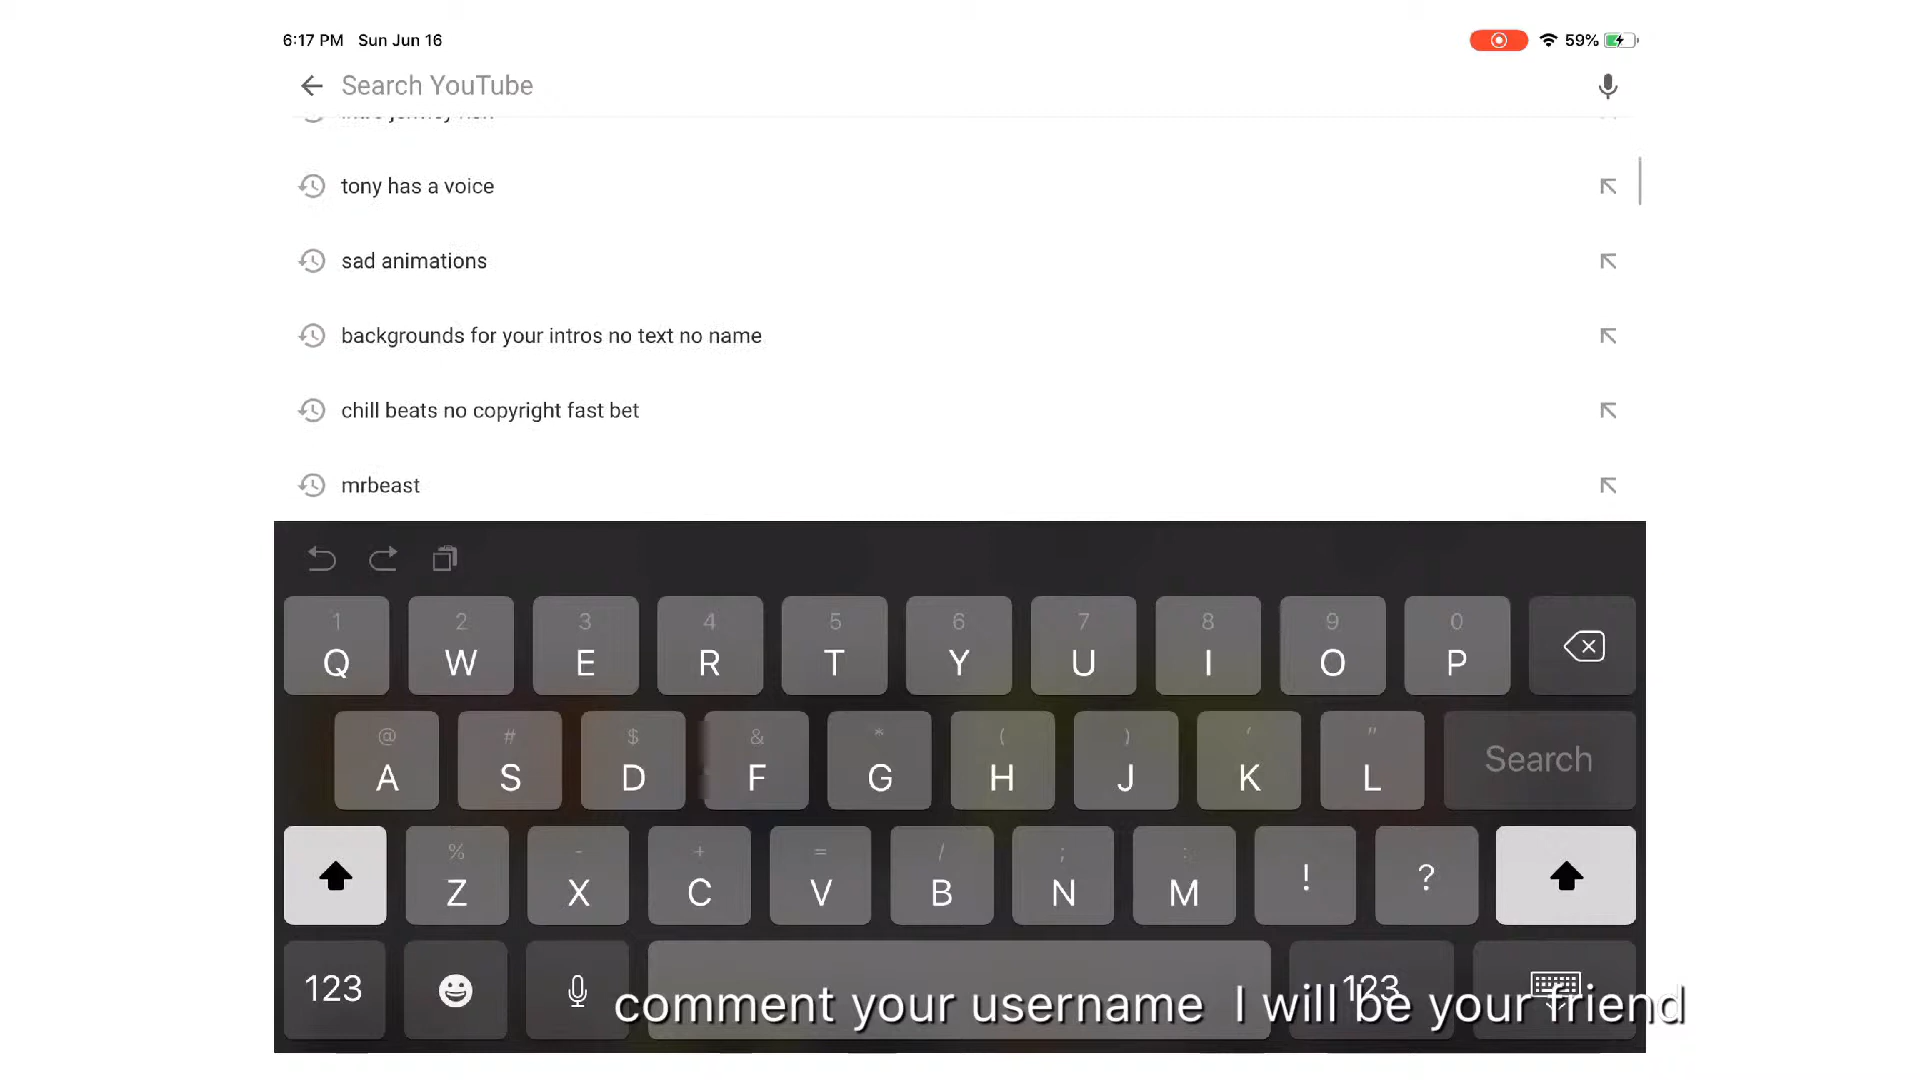 6:17 PM Sun Jun 16
59%
Search YouTube
tony has a voice
sad animations
backgrounds for your intros no text no name
chill beats no copyright fast bet
mrbeast
1 2 3 4 5 6 7 8 9 0
Q W E R T Y U I O P
@ # $ & * ( ) ' "
A S D F G H J K L Search
% - + = / ; :
Z X C V B N M ! ?
123 123
comment your username I will be your friend